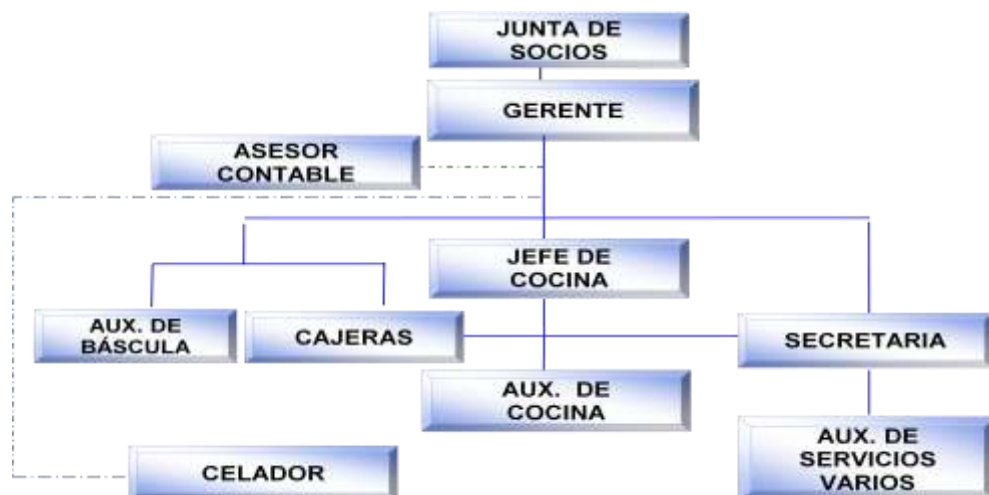 JUNTA DE
SOCIOS
GERENTE
ASESOR
CONTABLE
JEFE DE
COCINA
AUX. DE
BÁSCULA
CAJERAS
SECRETARIA
AUX. DE
COCINA
AUX. DE
SERVICIOS
VARIOS
CELADOR